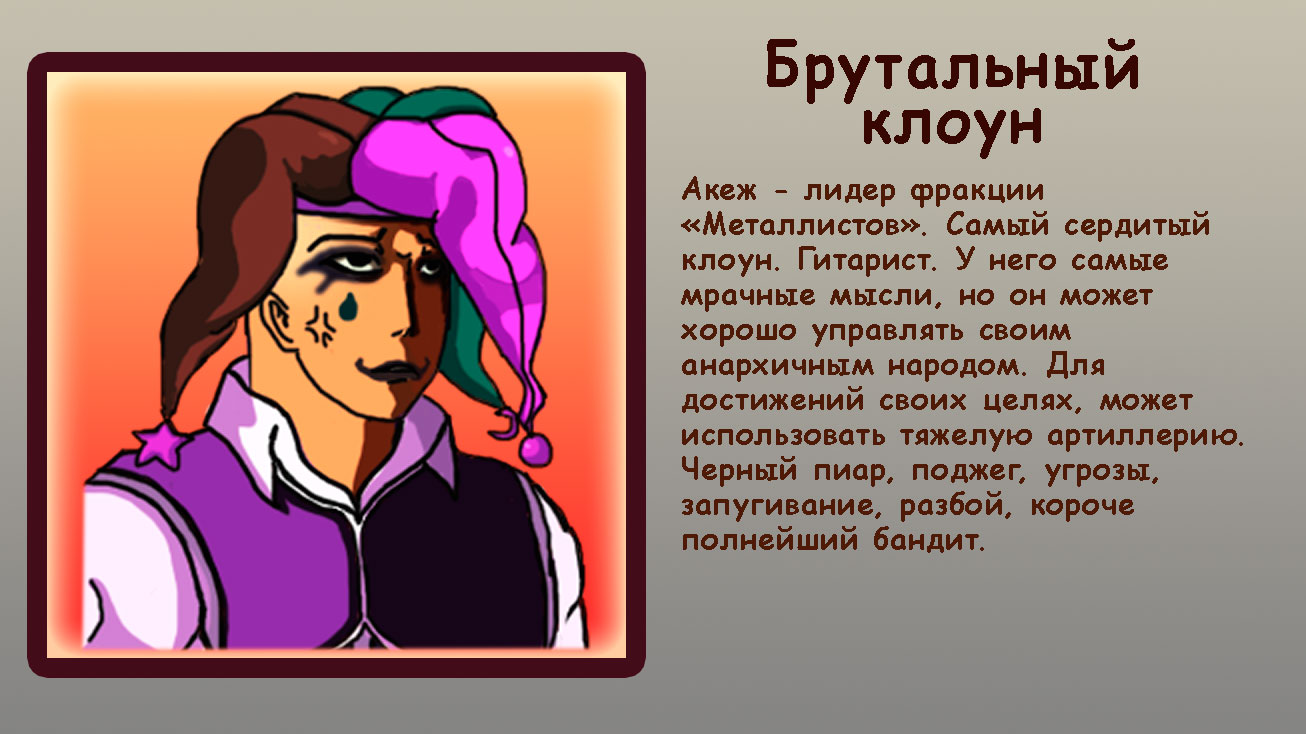 Брутальный
клоун
Акеж - лидер фракции
«Металлистов». Самый сердитый
клоун. Гитарист. У него самые
мрачные мысли, но он может
хорошо управлять своим
анархичным народом. Для
достижений своих целях, может
использовать тяжелую артиллерию.
Черный пиар, поджег, угрозы,
запугивание, разбой, короче
полнейший бандит.